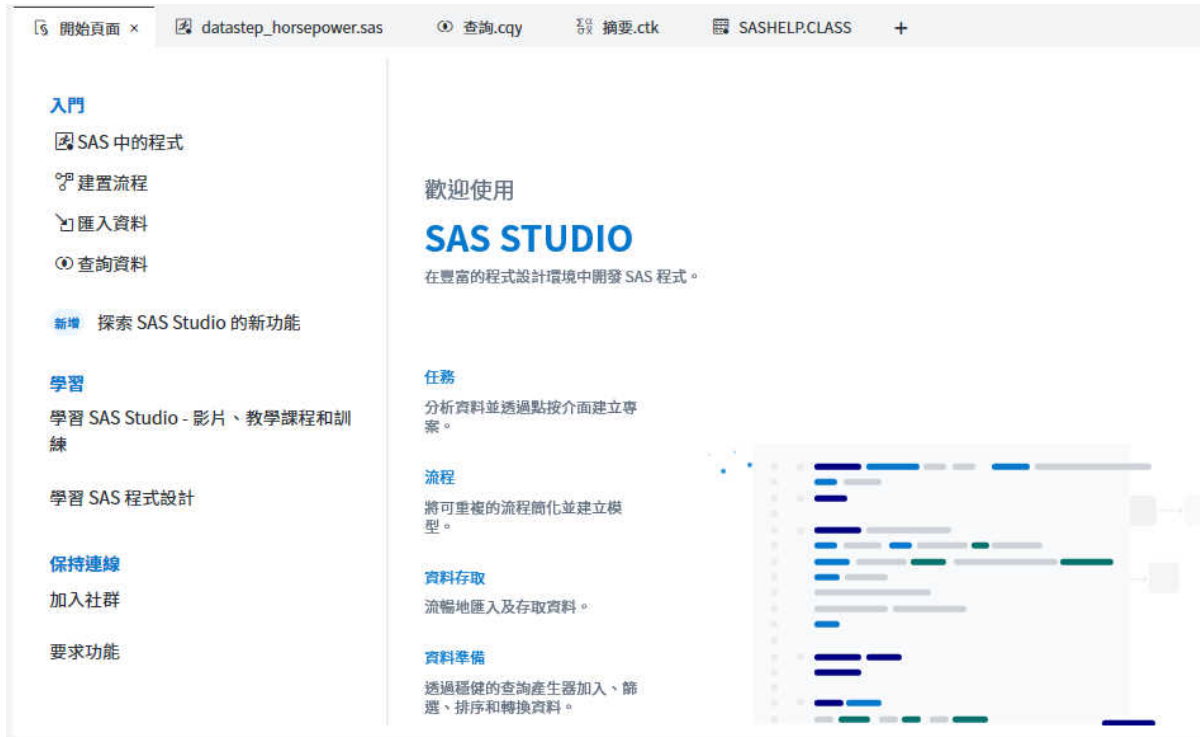 開始頁面 ×
datastep_horsepower.sas
查詢.cqy
摘要.ctk
SASHELP.CLASS
+
入門
SAS 中的程式
建置流程
匯入資料
查詢資料
新增 探索 SAS Studio 的新功能
學習
學習 SAS Studio - 影片、教學課程和訓
練
學習 SAS 程式設計
保持連線
加入社群
要求功能
歡迎使用
SAS STUDIO
在豐富的程式設計環境中開發 SAS 程式。
任務
分析資料並透過點按介面建立專
案。
流程
將可重複的流程簡化並建立模
型。
資料存取
流暢地匯入及存取資料。
資料準備
透過穩健的查詢產生器加入、篩
選、排序和轉換資料。